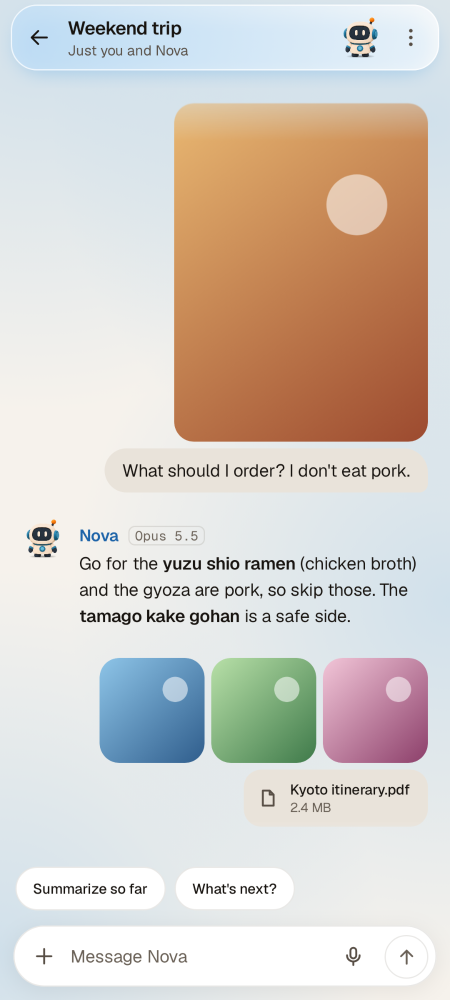 Weekend trip
Just you and Nova
What should I order? I don't eat pork.
Nova Opus 5.5
Go for the yuzu shio ramen (chicken broth)
and the gyoza are pork, so skip those. The
tamago kake gohan is a safe side.
Kyoto itinerary.pdf
2.4 MB
Summarize so far What's next?
Message Nova